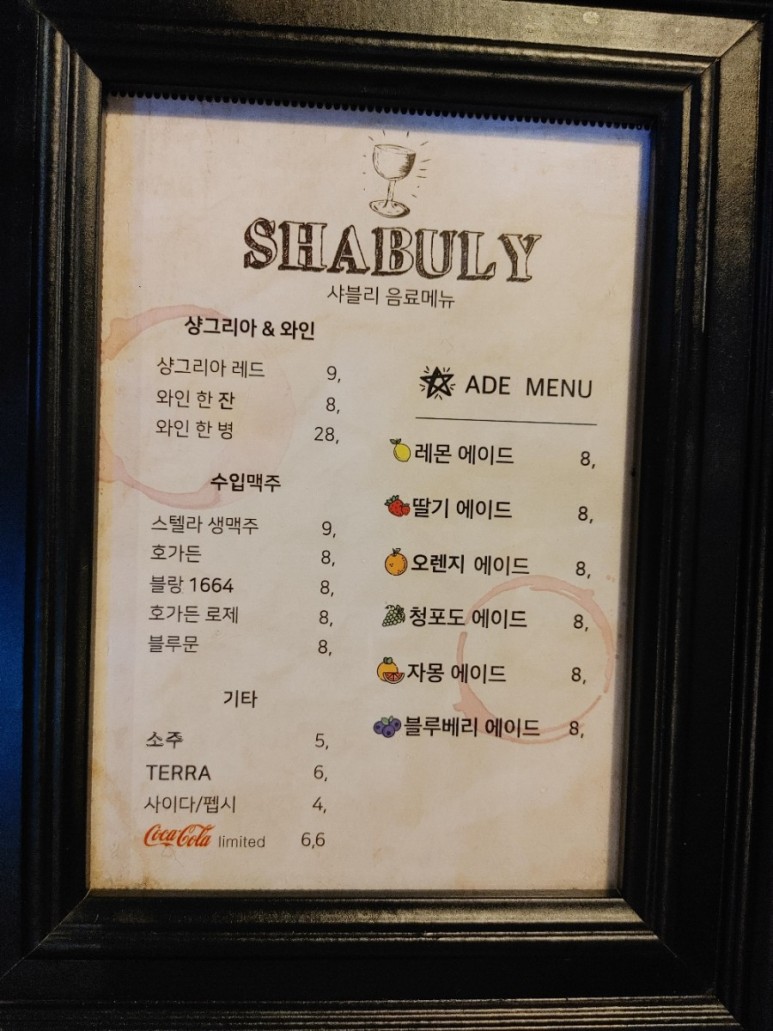 SHABULY
샤블리 음료메뉴
샹그리아 & 와인
샹그리아 레드 9,
와인 한 잔 8,
와인 한 병 28,
수입맥주
스텔라 생맥주 9,
호가든 8,
블랑 1664 8,
호가든 로제 8,
블루문 8,
기타
소주 5,
TERRA 6,
사이다/펩시 4,
Coca-Cola limited 6,6
ADE MENU
레몬 에이드 8,
딸기 에이드 8,
오렌지 에이드 8,
청포도 에이드 8,
자몽 에이드 8,
블루베리 에이드 8,